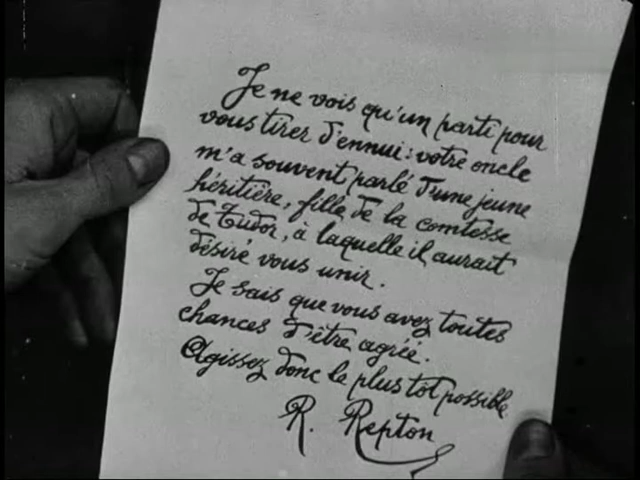 Je ne vois qu'un parti pour
vous tirer d'ennui : votre oncle
m'a souvent parlé d'une jeune
héritière, fille de la comtesse
de Tudor, à laquelle il aurait
désiré vous unir.
Je sais que vous avez toutes
chances d'être agréé.
Agissez donc le plus tôt possible.
R. Repton